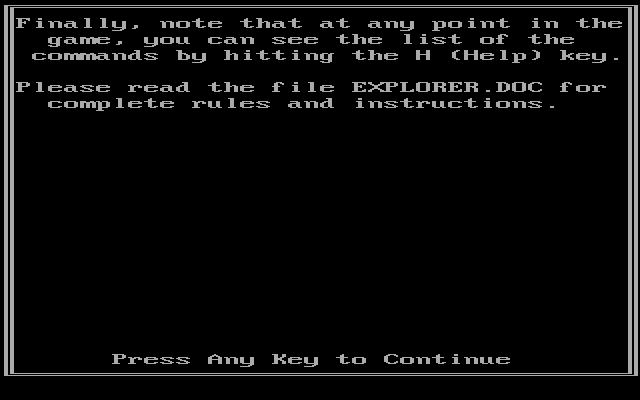 Finally, note that at any point in the
game, you can see the list of the
commands by hitting the H (Help) key.
Please read the file EXPLORER.DOC for
complete rules and instructions.
Press Any Key to Continue